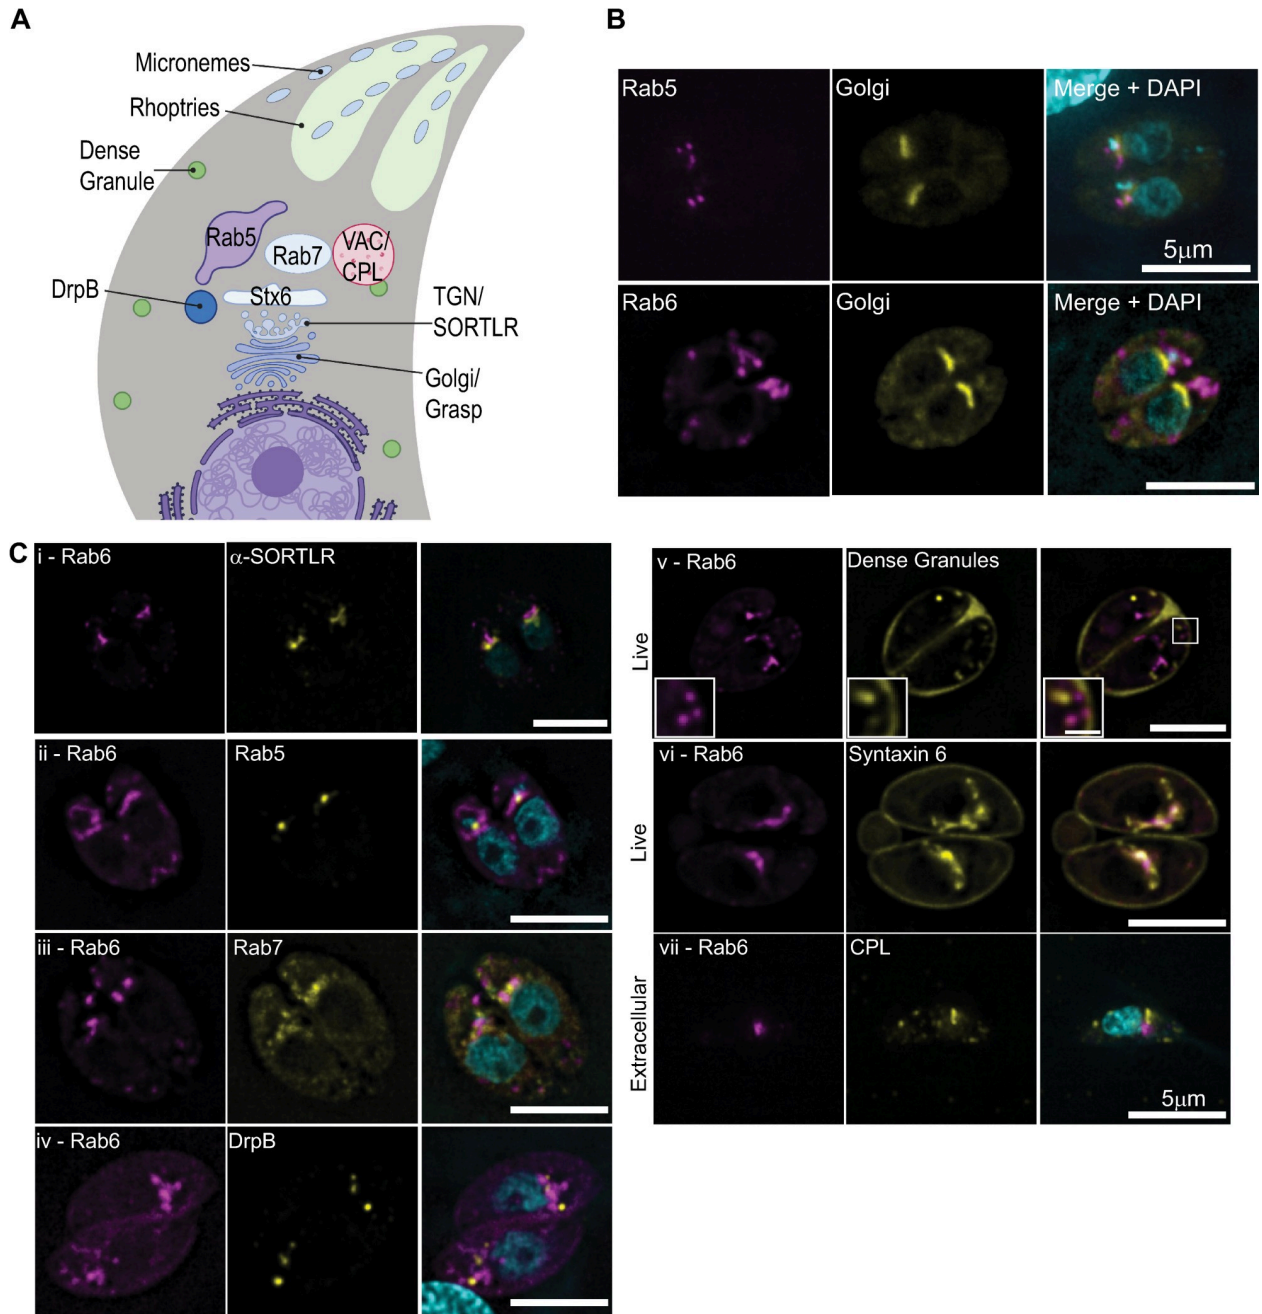 A
Micronemes
Rhoptries
Dense
Granule
Rab5
Rab7
VAC/
CPL
DrpB
Stx6
TGN/
SORTLR
Golgi/
Grasp
B
Rab5
Golgi
Merge + DAPI
5μm
Rab6
Golgi
Merge + DAPI
C
i - Rab6
α-SORTLR
ii - Rab6
Rab5
iii - Rab6
Rab7
iv - Rab6
DrpB
Live
v - Rab6
Dense Granules
Live
vi - Rab6
Syntaxin 6
Extracellular
vii - Rab6
CPL
5μm